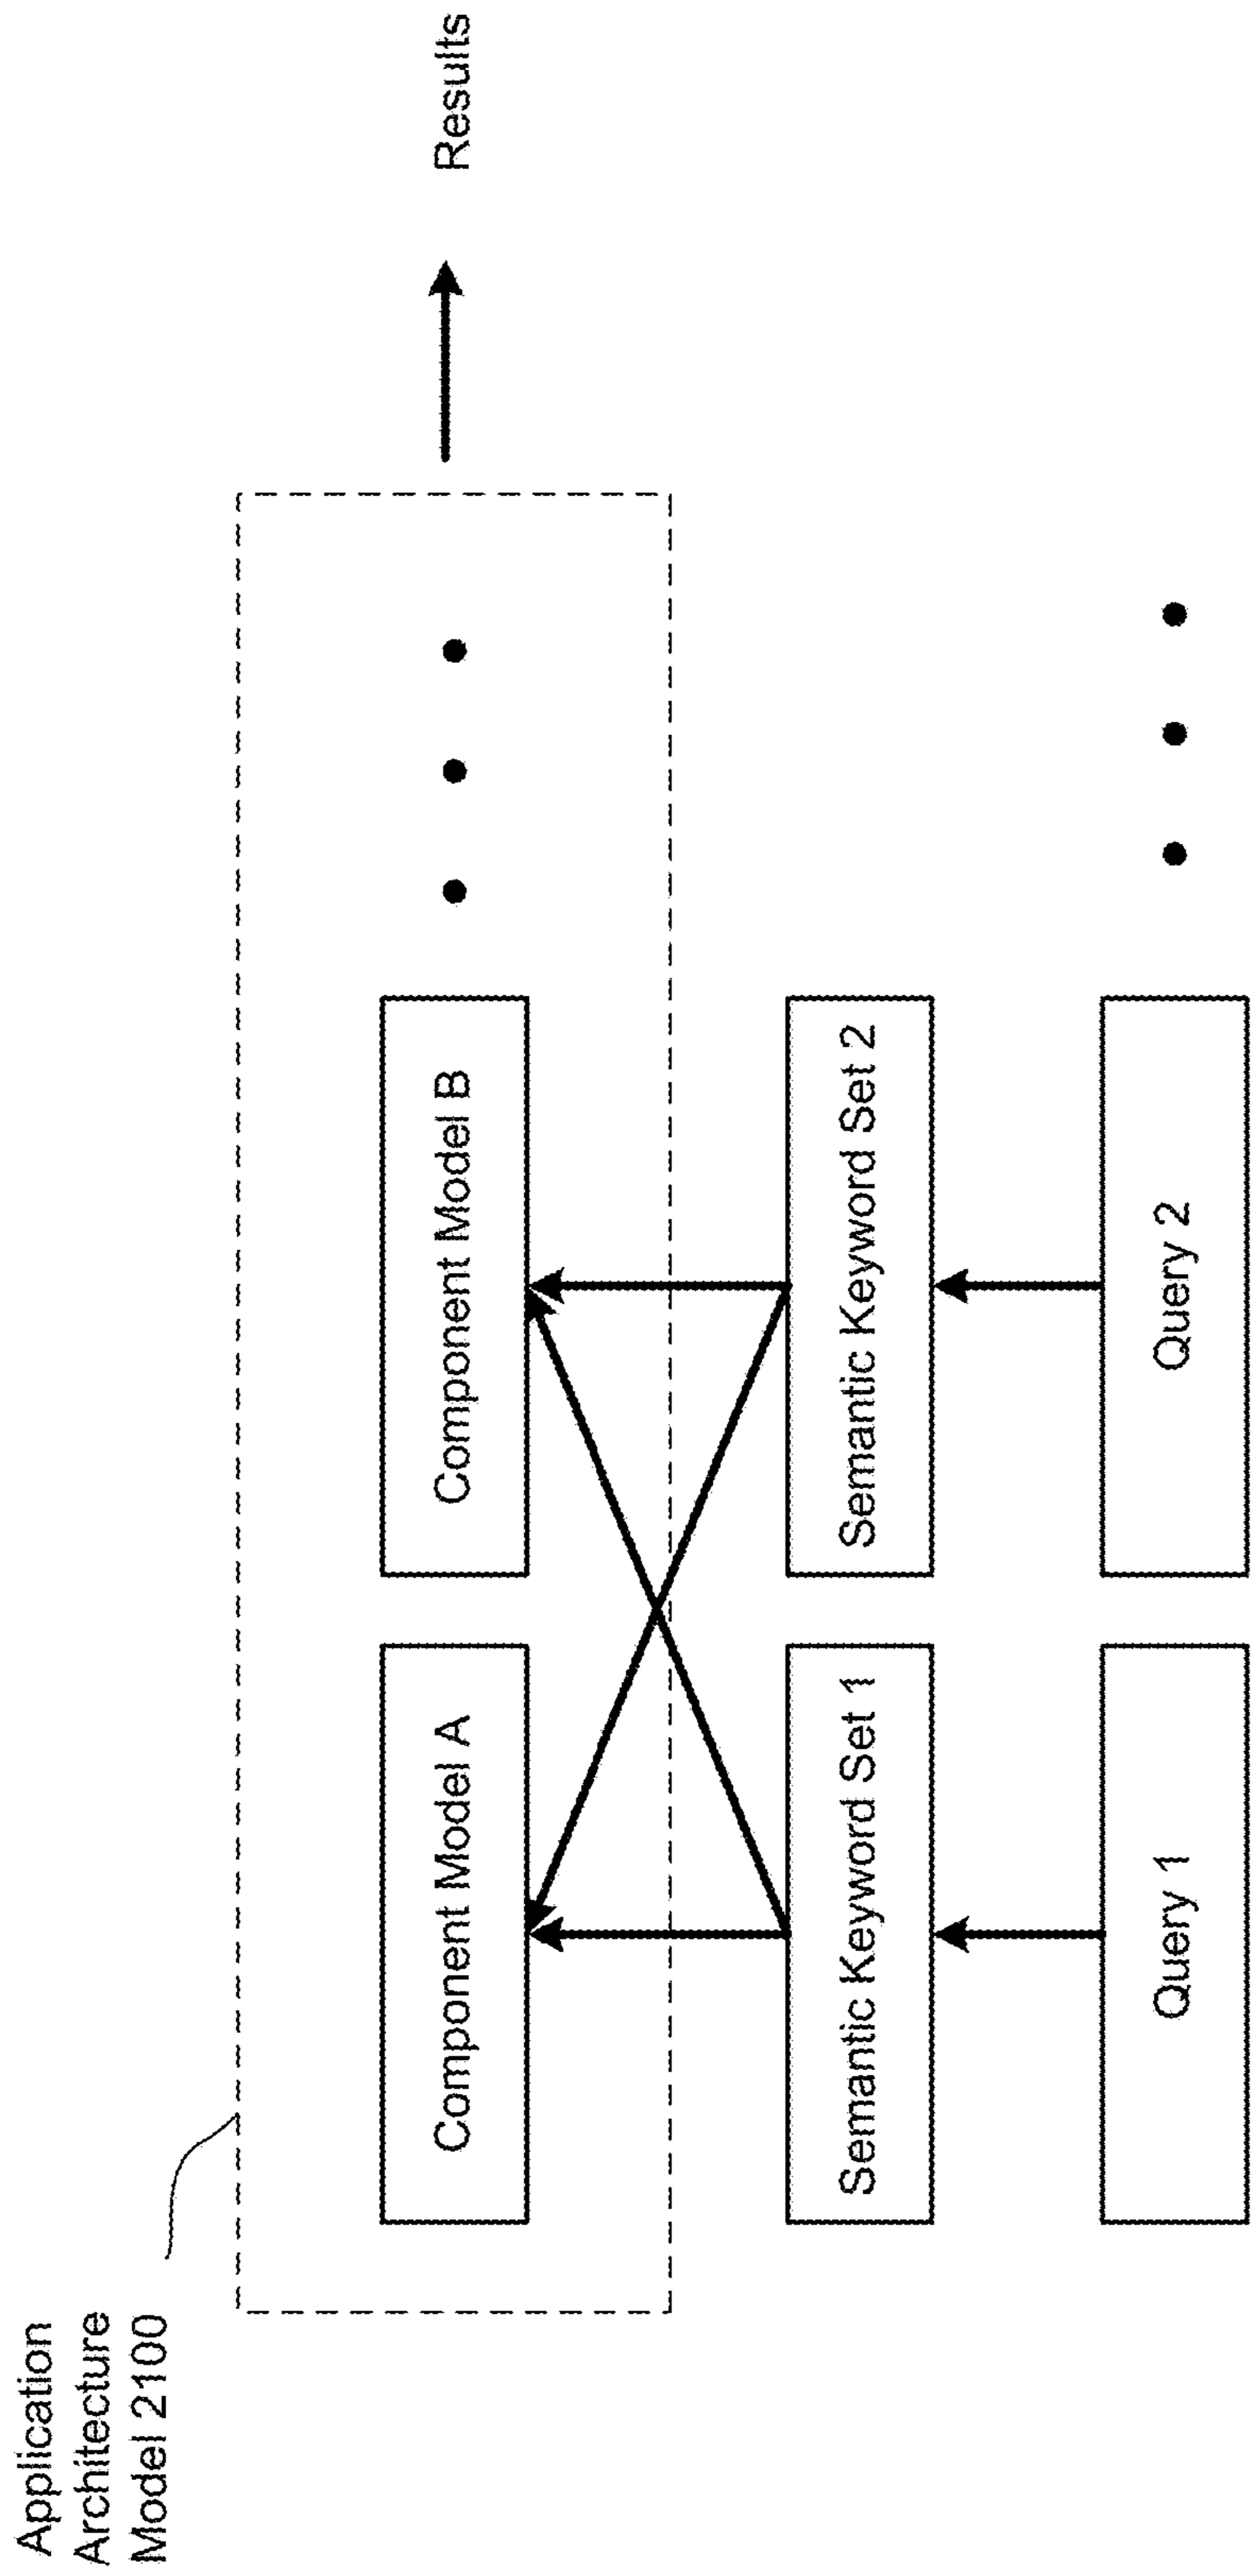 Application
Architecture
Model 2100
Component Model A
Component Model B
Results
Semantic Keyword Set 1
Semantic Keyword Set 2
Query 1
Query 2